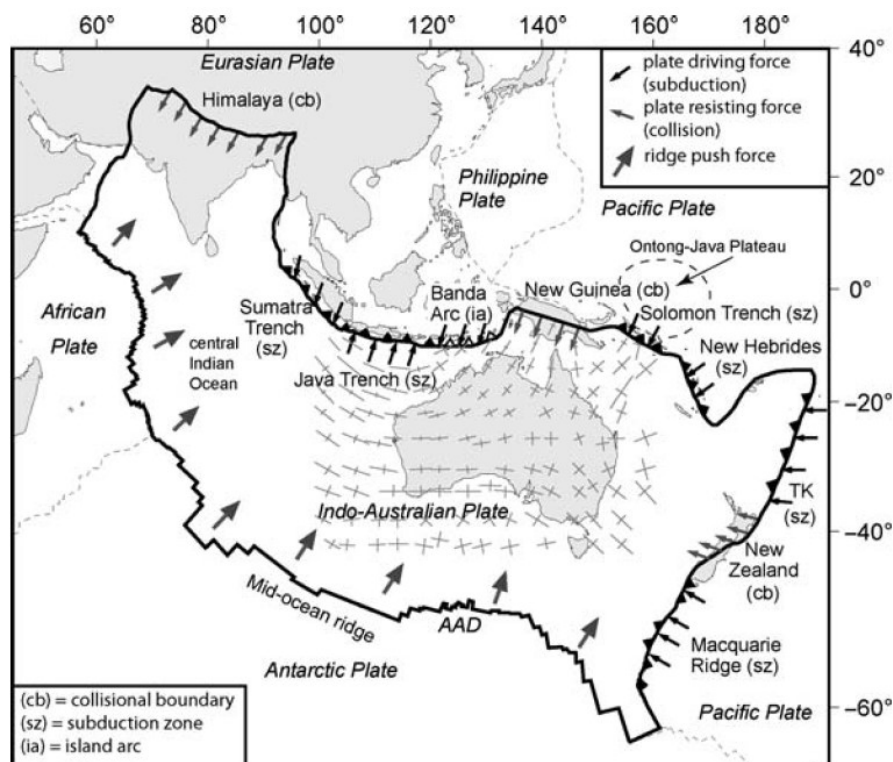 60°
80°
100°
120°
140°
160°
180°
40°
20°
0°
−20°
−40°
−60°
Eurasian Plate
Himalaya (cb)
plate driving force
(subduction)
plate resisting force
(collision)
ridge push force
Philippine
Plate
Pacific Plate
Ontong-Java Plateau
African
Plate
central
Indian
Ocean
Sumatra
Trench
(sz)
Banda
Arc (ia)
New Guinea (cb)
Solomon Trench (sz)
Java Trench (sz)
New Hebrides
(sz)
Indo-Australian Plate
TK
(sz)
New
Zealand
(cb)
Mid-ocean ridge
AAD
Macquarie
Ridge (sz)
Antarctic Plate
Pacific Plate
(cb) = collisional boundary
(sz) = subduction zone
(ia) = island arc